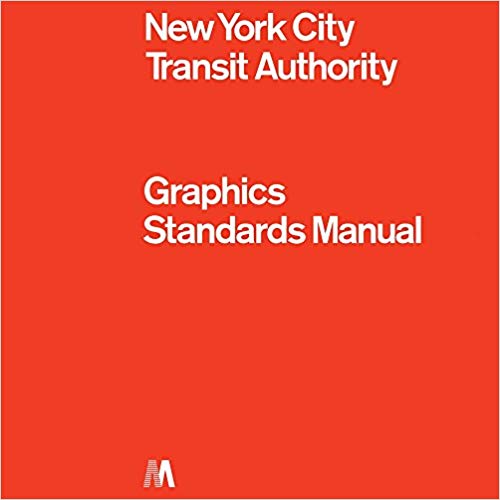 New York City
Transit Authority
Graphics
Standards Manual
M